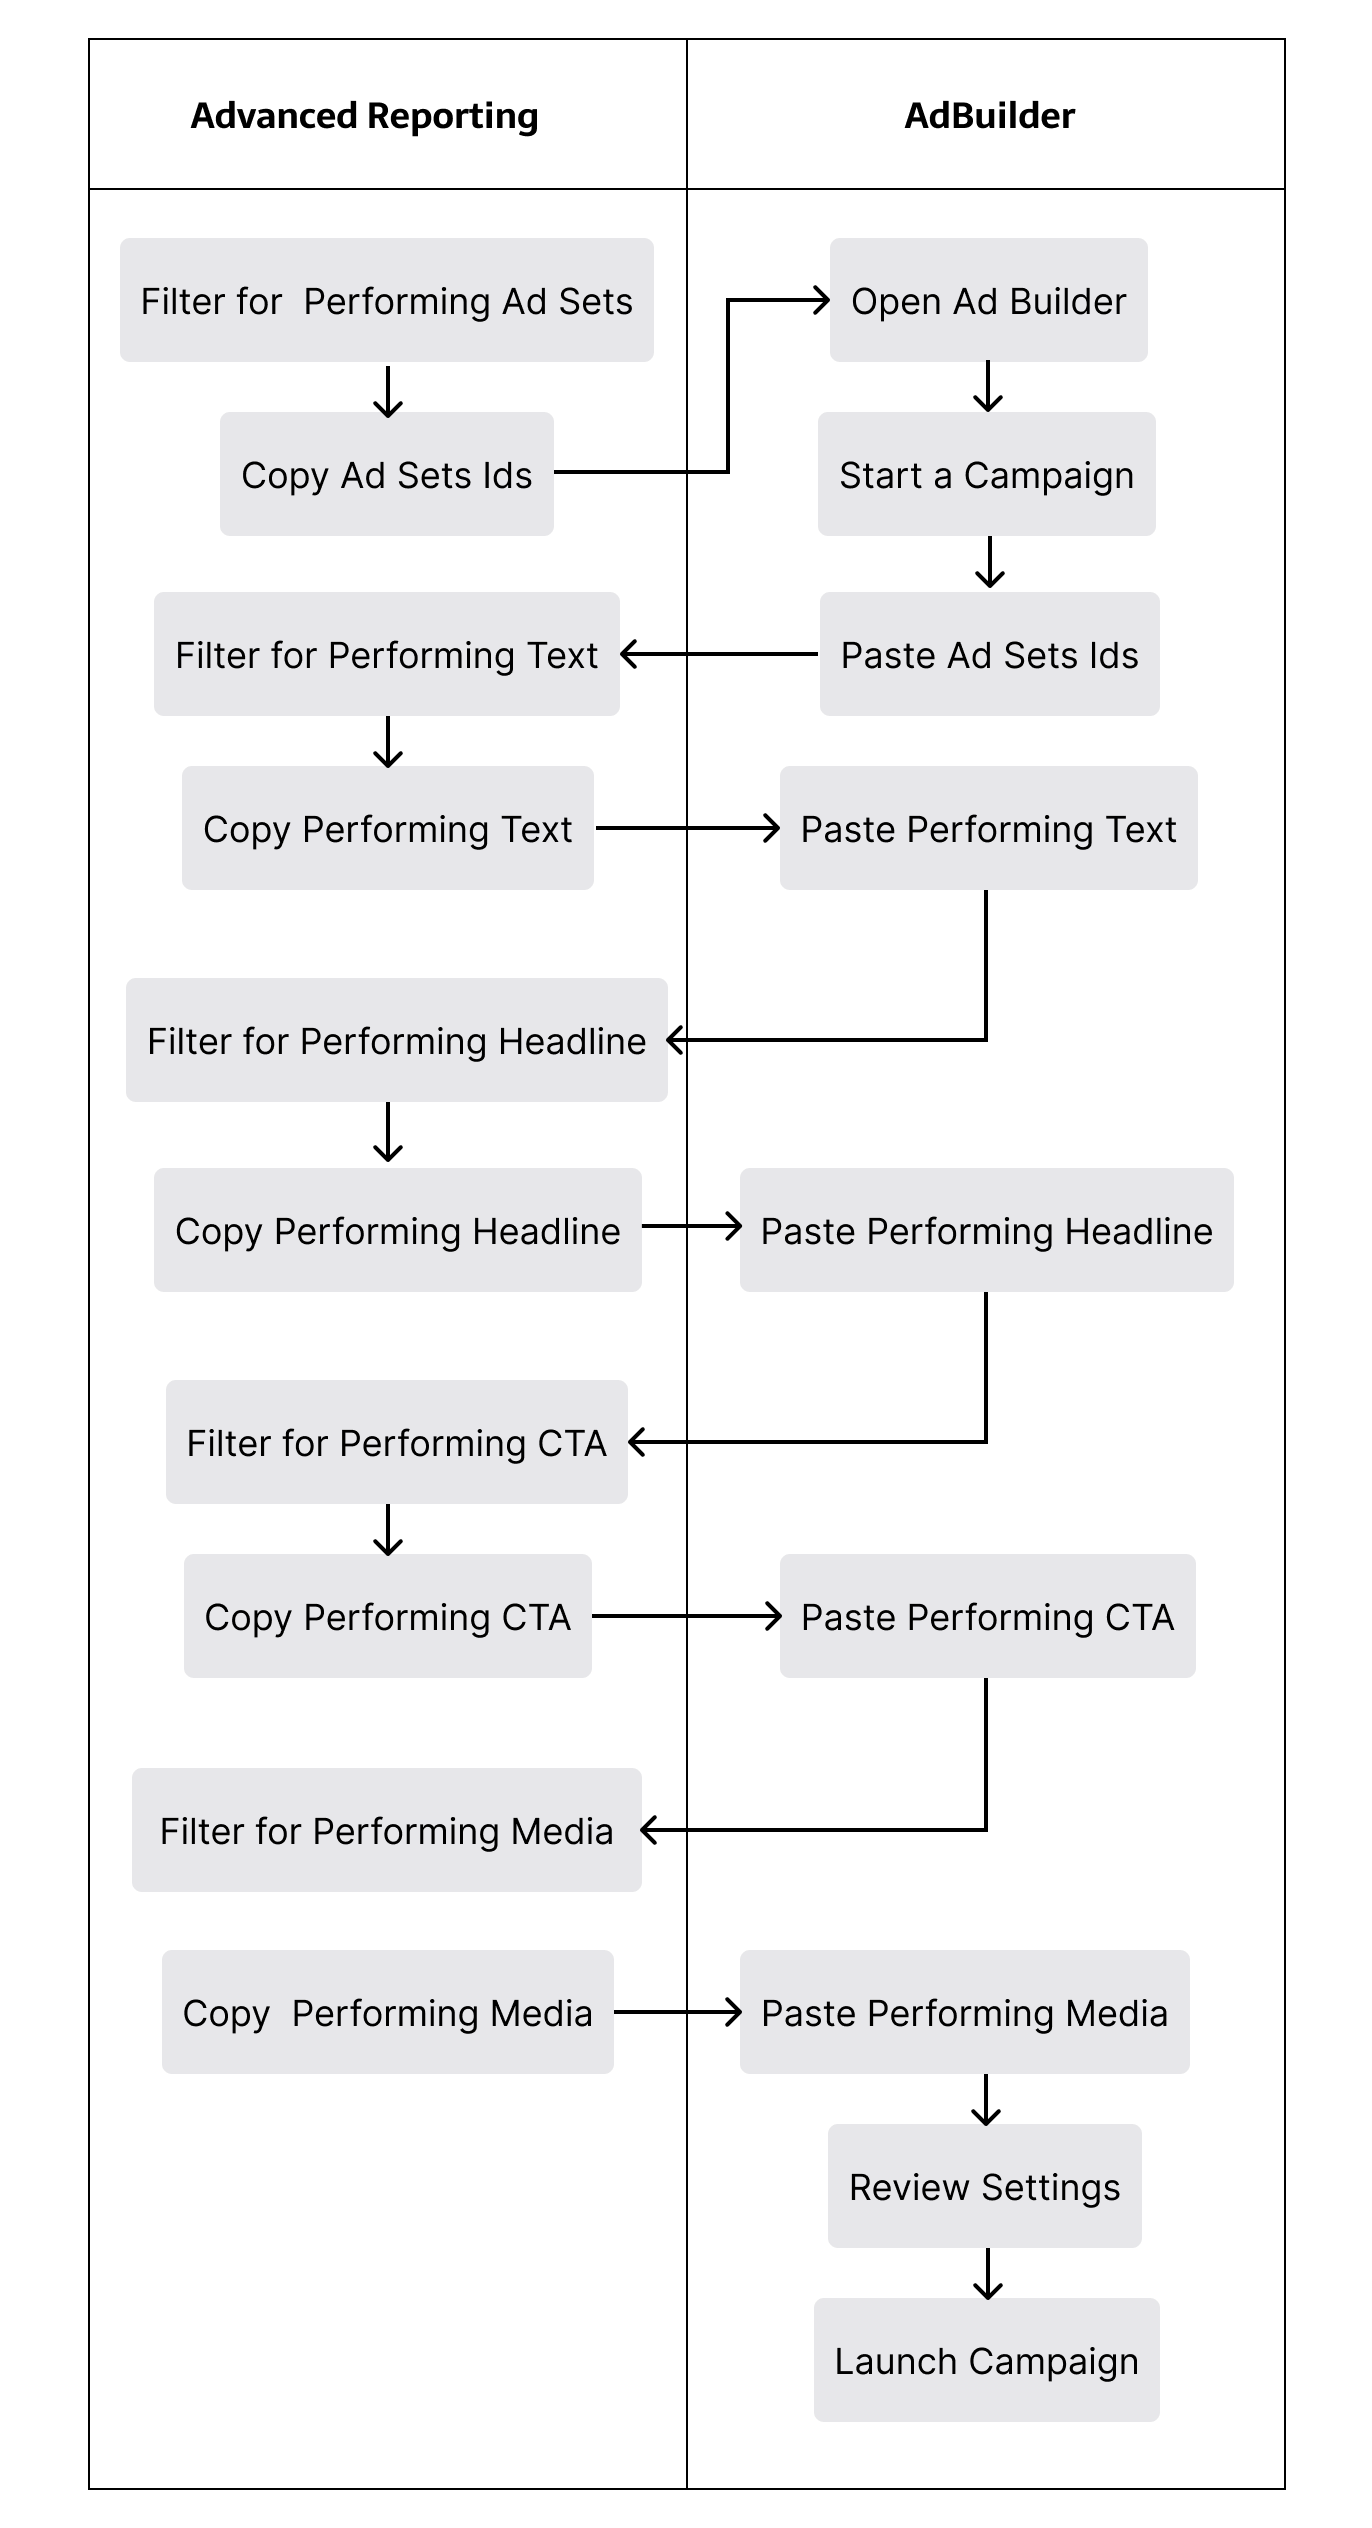 Advanced Reporting
AdBuilder
Filter for  Performing Ad Sets
Open Ad Builder
Copy Ad Sets Ids
Start a Campaign
Filter for Performing Text
Paste Ad Sets Ids
Copy Performing Text
Paste Performing Text
Filter for Performing Headline
Copy Performing Headline
Paste Performing Headline
Filter for Performing CTA
Copy Performing CTA
Paste Performing CTA
Filter for Performing Media
Copy  Performing Media
Paste Performing Media
Review Settings
Launch Campaign